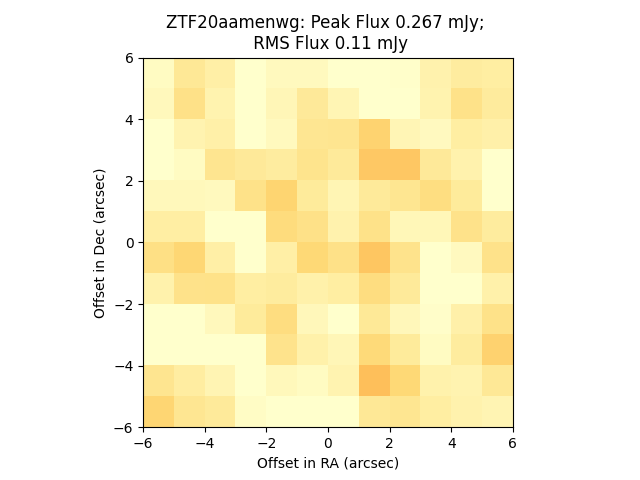 ZTF20aamenwg: Peak Flux 0.267 mJy;
RMS Flux 0.11 mJy
6
4
2
0
−2
−4
−6
Offset in Dec (arcsec)
−6 −4 −2 0 2 4 6
Offset in RA (arcsec)